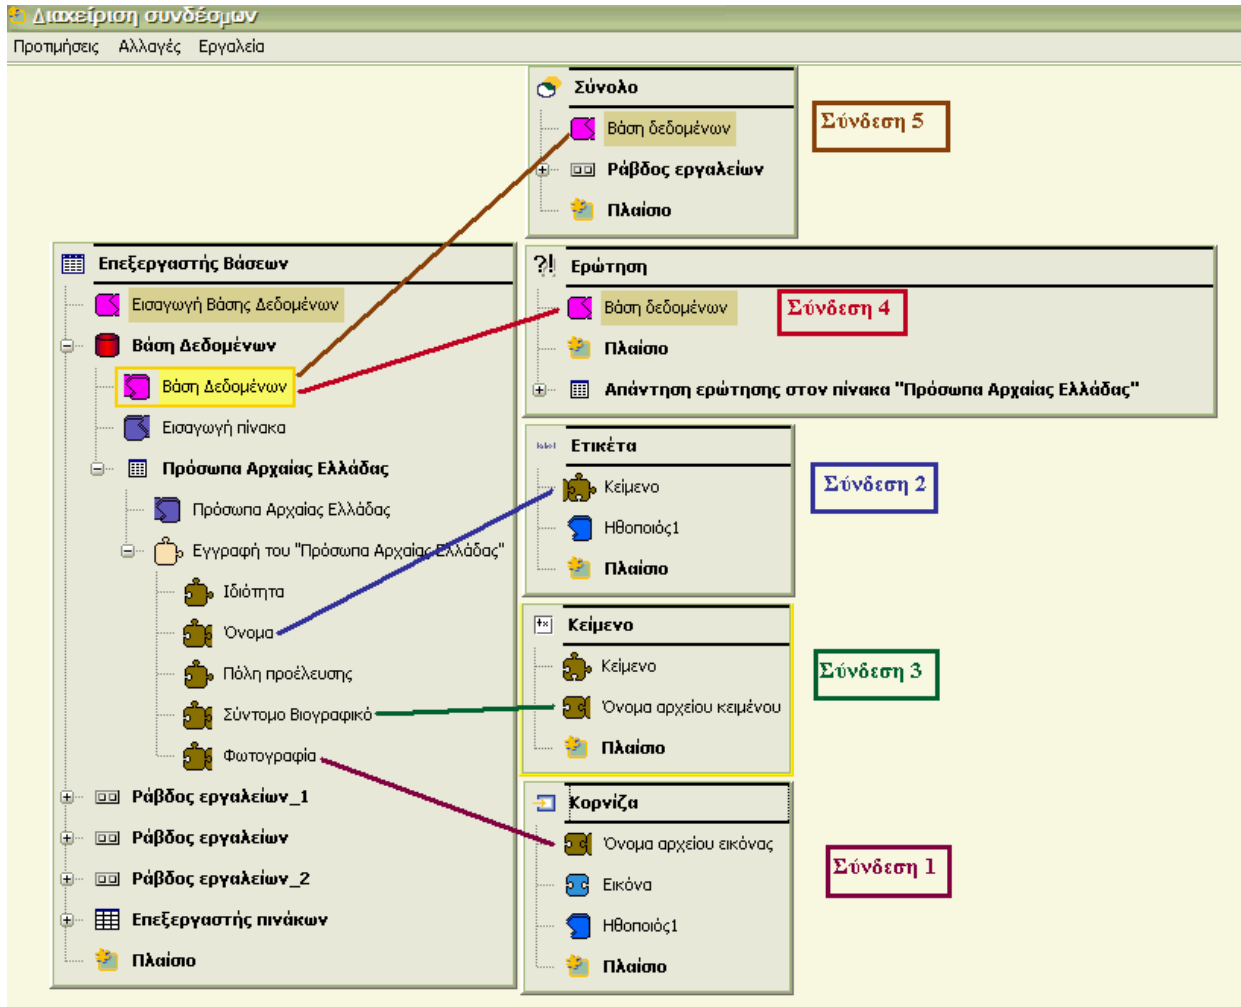 Διαχείριση συνδέσμων
Προτιμήσεις Αλλαγές Εργαλεία
Σύνολο
Βάση δεδομένων
Σύνδεση 5
Ράβδος εργαλείων
Πλαίσιο
Επεξεργαστής Βάσεων
Εισαγωγή Βάσης Δεδομένων
Βάση Δεδομένων
Βάση Δεδομένων
Εισαγωγή πίνακα
Πρόσωπα Αρχαίας Ελλάδας
Πρόσωπα Αρχαίας Ελλάδας
Εγγραφή του "Πρόσωπα Αρχαίας Ελλάδας"
Ιδιότητα
Όνομα
Πόλη προέλευσης
Σύντομο Βιογραφικό
Φωτογραφία
Ράβδος εργαλείων_1
Ράβδος εργαλείων
Ράβδος εργαλείων_2
Επεξεργαστής πινάκων
Πλαίσιο
?! Ερώτηση
Βάση δεδομένων
Σύνδεση 4
Πλαίσιο
Απάντηση ερώτησης στον πίνακα "Πρόσωπα Αρχαίας Ελλάδας"
label Ετικέτα
Κείμενο
Σύνδεση 2
Ηθοποιός1
Πλαίσιο
Κείμενο
Κείμενο
Σύνδεση 3
Όνομα αρχείου κειμένου
Πλαίσιο
Κορνίζα
Όνομα αρχείου εικόνας
Σύνδεση 1
Εικόνα
Ηθοποιός1
Πλαίσιο